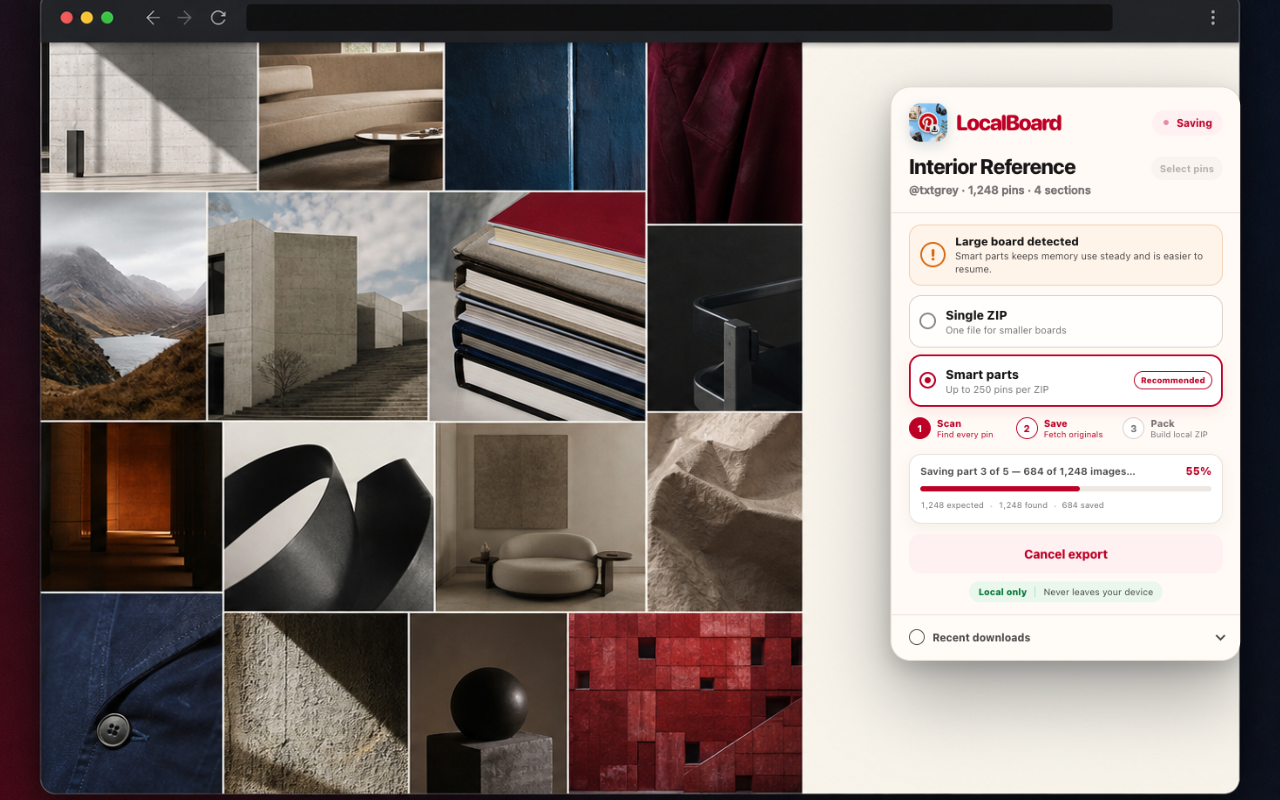 LocalBoard
Saving
Interior Reference
Select pins
@txtgrey · 1,248 pins · 4 sections
Large board detected
Smart parts keeps memory use steady and is easier to
resume.
Single ZIP
One file for smaller boards
Smart parts
Up to 250 pins per ZIP
Recommended
1 Scan
Find every pin
2 Save
Fetch originals
3 Pack
Build local ZIP
Saving part 3 of 5 — 684 of 1,248 images... 55%
1,248 expected · 1,248 found · 684 saved
Cancel export
Local only | Never leaves your device
Recent downloads